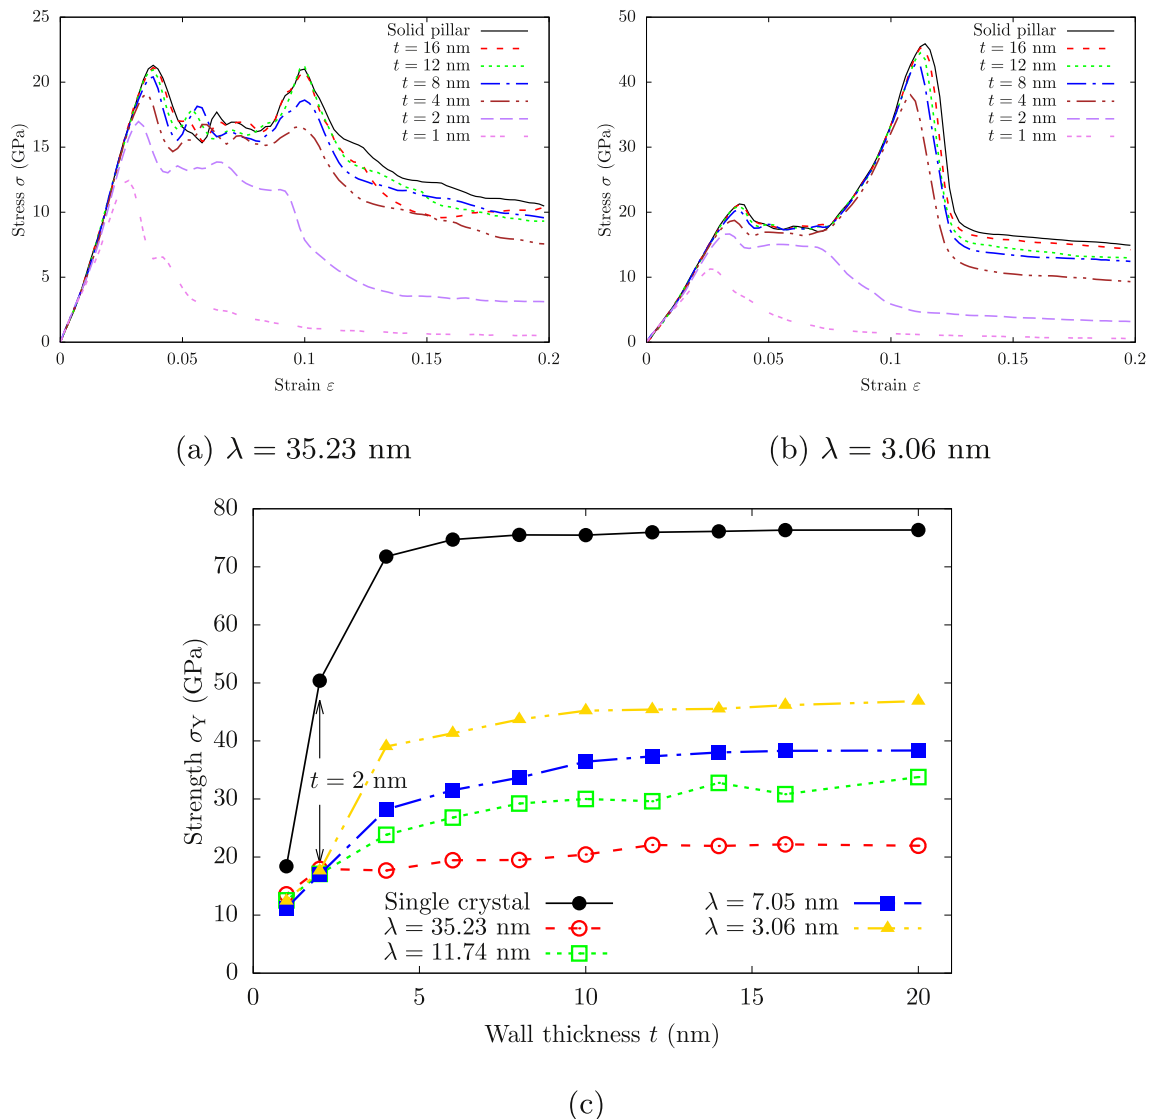 25
20
15
10
5
0
Stress σ (GPa)
0 0.05 0.1 0.15 0.2
Strain ε
Solid pillar
t = 16 nm
t = 12 nm
t = 8 nm
t = 4 nm
t = 2 nm
t = 1 nm
(a) λ = 35.23 nm
50
40
30
20
10
0
Stress σ (GPa)
0 0.05 0.1 0.15 0.2
Strain ε
Solid pillar
t = 16 nm
t = 12 nm
t = 8 nm
t = 4 nm
t = 2 nm
t = 1 nm
(b) λ = 3.06 nm
80
70
60
50
40
30
20
10
0
Strength σY (GPa)
t = 2 nm
Single crystal
λ = 35.23 nm
λ = 11.74 nm
λ = 7.05 nm
λ = 3.06 nm
0 5 10 15 20
Wall thickness t (nm)
(c)